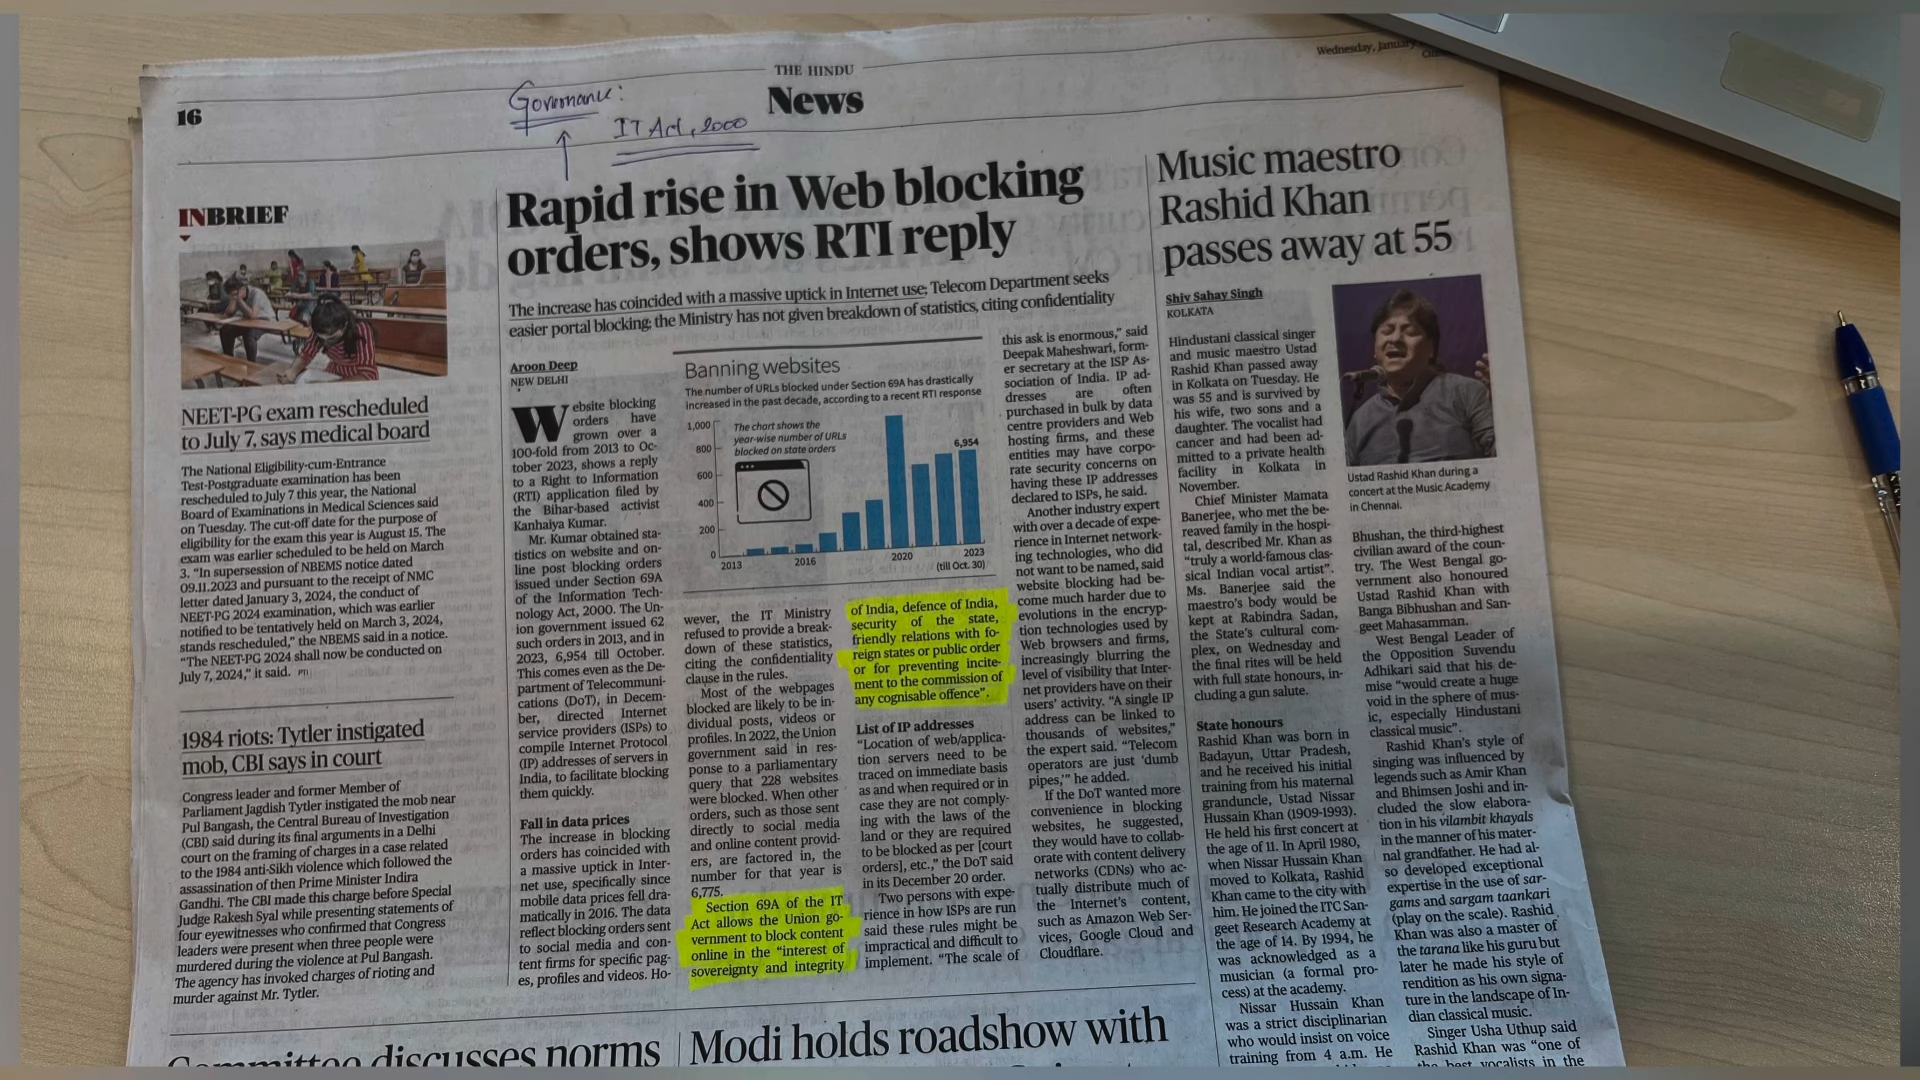 Wednesday, January
THE HINDU
16
News
Governance:
IT Act, 2000
INBRIEF
NEET-PG exam rescheduled
to July 7, says medical board
The National Eligibility-cum-Entrance
Test-Postgraduate examination has been
rescheduled to July 7 this year, the National
Board of Examinations in Medical Sciences said
on Tuesday. The cut-off date for the purpose of
eligibility for the exam this year is August 15. The
exam was earlier scheduled to be held on March
3. "In supersession of NBEMS notice dated
09.11.2023 and pursuant to the receipt of NMC
letter dated January 3, 2024, the conduct of
NEET-PG 2024 examination, which was earlier
notified to be tentatively held on March 3, 2024,
stands rescheduled," the NBEMS said in a notice.
"The NEET-PG 2024 shall now be conducted on
July 7, 2024," it said. PTI
1984 riots: Tytler instigated
mob, CBI says in court
Congress leader and former Member of
Parliament Jagdish Tytler instigated the mob near
Pul Bangash, the Central Bureau of Investigation
(CBI) said during its final arguments in a Delhi
court on the framing of charges in a case related
to the 1984 anti-Sikh violence which followed the
assassination of then Prime Minister Indira
Gandhi. The CBI made this charge before Special
Judge Rakesh Syal while presenting statements of
four eyewitnesses who confirmed that Congress
leaders were present when three people were
murdered during the violence at Pul Bangash.
The agency has invoked charges of rioting and
murder against Mr. Tytler.
Rapid rise in Web blocking
orders, shows RTI reply
The increase has coincided with a massive uptick in Internet use; Telecom Department seeks
easier portal blocking; the Ministry has not given breakdown of statistics, citing confidentiality
Aroon Deep
NEW DELHI
Website blocking
orders have
grown over a
100-fold from 2013 to Oc-
tober 2023, shows a reply
to a Right to Information
(RTI) application filed by
the Bihar-based activist
Kanhaiya Kumar.
Mr. Kumar obtained sta-
tistics on website and on-
line post blocking orders
issued under Section 69A
of the Information Tech-
nology Act, 2000. The Un-
ion government issued 62
such orders in 2013, and in
2023, 6,954 till October.
This comes even as the De-
partment of Telecommuni-
cations (DoT), in Decem-
ber, directed Internet
service providers (ISPs) to
compile Internet Protocol
(IP) addresses of servers in
India, to facilitate blocking
them quickly.
Fall in data prices
The increase in blocking
orders has coincided with
a massive uptick in Inter-
net use, specifically since
mobile data prices fell dra-
matically in 2016. The data
reflect blocking orders sent
to social media and con-
tent firms for specific pag-
es, profiles and videos. Ho-
Banning websites
The number of URLs blocked under Section 69A has drastically
increased in the past decade, according to a recent RTI response
The chart shows the
year-wise number of URLs
blocked on state orders
1,000
800
600
400
200
0
6,954
2013
2016
2020
2023
(till Oct. 30)
wever, the IT Ministry
refused to provide a break-
down of these statistics,
citing the confidentiality
clause in the rules.
Most of the webpages
blocked are likely to be in-
dividual posts, videos or
profiles. In 2022, the Union
government said in res-
ponse to a parliamentary
query that 228 websites
were blocked. When other
orders, such as those sent
directly to social media
and online content provid-
ers, are factored in, the
number for that year is
6,775.
Section 69A of the IT
Act allows the Union go-
vernment to block content
online in the "interest of
sovereignty and integrity
of India, defence of India,
security of the state,
friendly relations with fo-
reign states or public order
or for preventing incite-
ment to the commission of
any cognisable offence".
List of IP addresses
"Location of web/applica-
tion servers need to be
traced on immediate basis
as and when required or in
case they are not comply-
ing with the laws of the
land or they are required
to be blocked as per [court
orders], etc.," the DoT said
in its December 20 order.
Two persons with expe-
rience in how ISPs are run
said these rules might be
impractical and difficult to
implement. "The scale of
this ask is enormous," said
Deepak Maheshwari, form-
er secretary at the ISP As-
sociation of India. IP ad-
dresses are often
purchased in bulk by data
centre providers and Web
hosting firms, and these
entities may have corpo-
rate security concerns on
having these IP addresses
declared to ISPs, he said.
Another industry expert
with over a decade of expe-
rience in Internet network-
ing technologies, who did
not want to be named, said
website blocking had be-
come much harder due to
evolutions in the encryp-
tion technologies used by
Web browsers and firms,
increasingly blurring the
level of visibility that Inter-
net providers have on their
users' activity. "A single IP
address can be linked to
thousands of websites,"
the expert said. "Telecom
operators are just 'dumb
pipes,'" he added.
If the DoT wanted more
convenience in blocking
websites, he suggested,
they would have to collab-
orate with content delivery
networks (CDNs) who ac-
tually distribute much of
the Internet's content,
such as Amazon Web Ser-
vices, Google Cloud and
Cloudflare.
Music maestro
Rashid Khan
passes away at 55
Shiv Sahay Singh
KOLKATA
Hindustani classical singer
and music maestro Ustad
Rashid Khan passed away
in Kolkata on Tuesday. He
was 55 and is survived by
his wife, two sons and a
daughter. The vocalist had
cancer and had been ad-
mitted to a private health
facility in Kolkata in
November.
Chief Minister Mamata
Banerjee, who met the be-
reaved family in the hospi-
tal, described Mr. Khan as
"truly a world-famous clas-
sical Indian vocal artist".
Ms. Banerjee said the
maestro's body would be
kept at Rabindra Sadan,
the State's cultural com-
plex, on Wednesday and
the final rites will be held
with full state honours, in-
cluding a gun salute.
State honours
Rashid Khan was born in
Badayun, Uttar Pradesh,
and he received his initial
training from his maternal
granduncle, Ustad Nissar
Hussain Khan (1909-1993).
He held his first concert at
the age of 11. In April 1980,
when Nissar Hussain Khan
moved to Kolkata, Rashid
Khan came to the city with
him. He joined the ITC San-
geet Research Academy at
the age of 14. By 1994, he
was acknowledged as a
musician (a formal pro-
cess) at the academy.
Nissar Hussain Khan
was a strict disciplinarian
who would insist on voice
training from 4 a.m. He
Ustad Rashid Khan during a
concert at the Music Academy
in Chennai.
Bhushan, the third-highest
civilian award of the coun-
try. The West Bengal go-
vernment also honoured
Ustad Rashid Khan with
Banga Bibhushan and San-
geet Mahasamman.
West Bengal Leader of
the Opposition Suvendu
Adhikari said that his de-
mise "would create a huge
void in the sphere of mus-
ic, especially Hindustani
classical music".
Rashid Khan's style of
singing was influenced by
legends such as Amir Khan
and Bhimsen Joshi and in-
cluded the slow elabora-
tion in his vilambit khayals
in the manner of his mater-
nal grandfather. He had al-
so developed exceptional
expertise in the use of sar-
gams and sargam taankari
(play on the scale). Rashid
Khan was also a master of
the tarana like his guru but
later he made his style of
rendition as his own signa-
ture in the landscape of In-
dian classical music.
Singer Usha Uthup said
Rashid Khan was "one of
the best vocalists in the
Committee discusses norms
Modi holds roadshow with